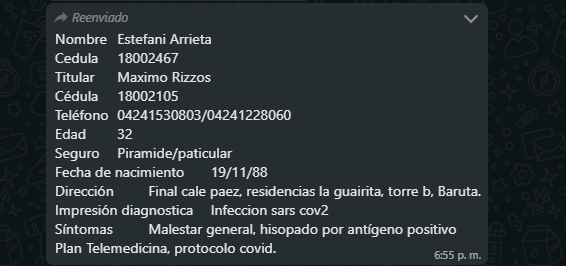 Reenviado
Nombre Estefani Arrieta
Cedula 18002467
Titular Maximo Rizzos
Cédula 18002105
Teléfono 04241530803/04241228060
Edad 32
Seguro Piramide/paticular
Fecha de nacimiento 19/11/88
Dirección Final cale paez, residencias la guairita, torre b, Baruta.
Impresión diagnostica Infeccion sars cov2
Síntomas Malestar general, hisopado por antígeno positivo
Plan Telemedicina, protocolo covid.
6:55 p. m.